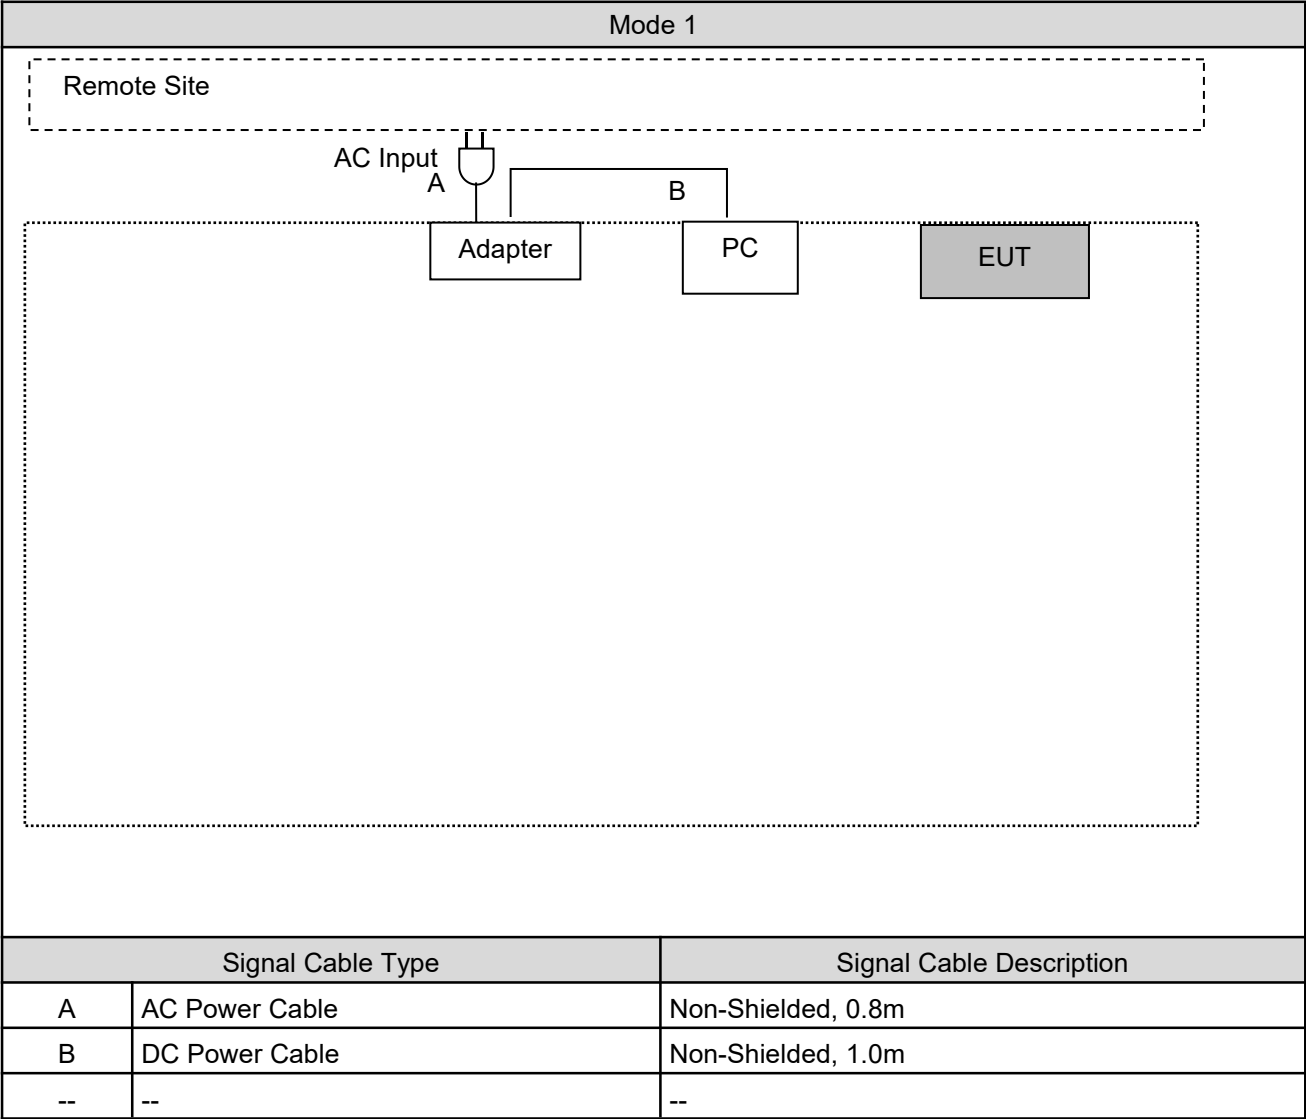 Mode 1
Remote Site
AC Input
A
B
Adapter
PC
EUT
Signal Cable Type
Signal Cable Description
A
AC Power Cable
Non-Shielded, 0.8m
B
DC Power Cable
Non-Shielded, 1.0m
--
--
--